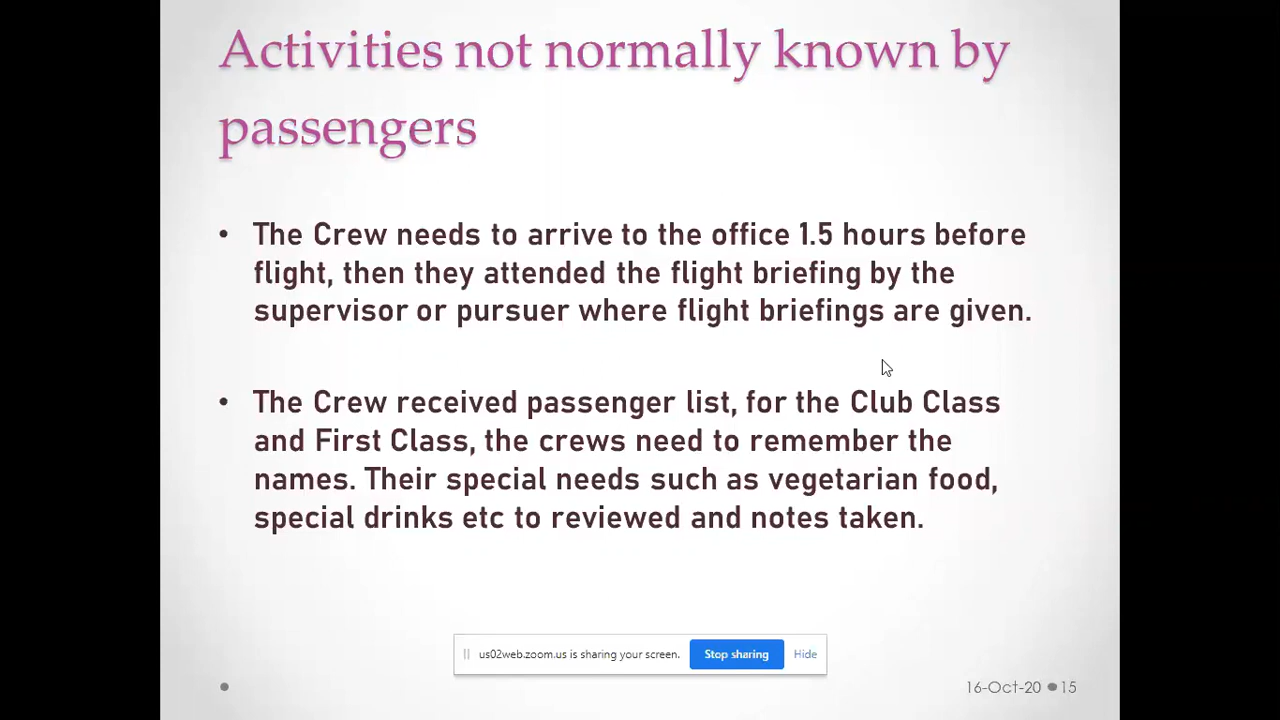 Activities not normally known by
passengers
• The Crew needs to arrive to the office 1.5 hours before
flight, then they attended the flight briefing by the
supervisor or pursuer where flight briefings are given.
• The Crew received passenger list, for the Club Class
and First Class, the crews need to remember the
names. Their special needs such as vegetarian food,
special drinks etc to reviewed and notes taken.
us02web.zoom.us is sharing your screen. Stop sharing Hide
16-Oct-20 15